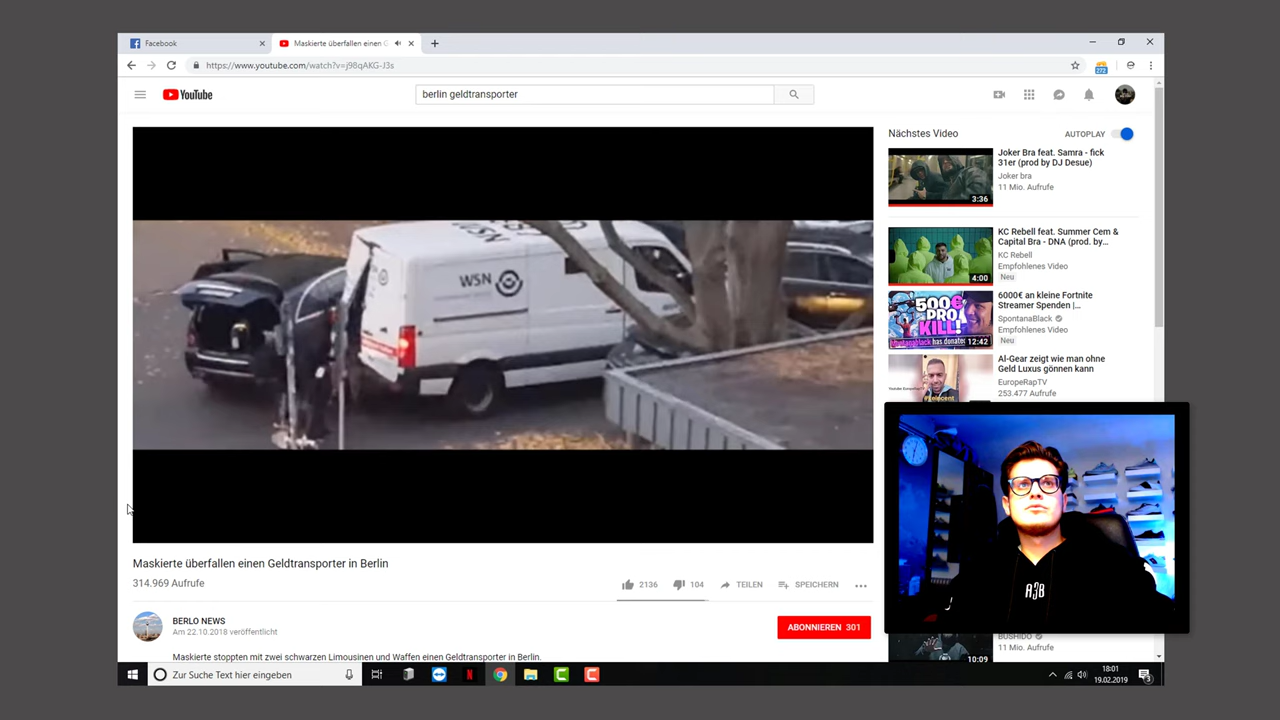 Facebook
Maskierte überfallen einen G
https://www.youtube.com/watch?v=j98qAKG-J3s
272
YouTube
berlin geldtransporter
Nächstes Video
AUTOPLAY
Joker Bra feat. Samra - fick
31er (prod by DJ Desue)
Joker bra
11 Mio. Aufrufe
3:36
KC Rebell feat. Summer Cem &
Capital Bra - DNA (prod. by...
KC Rebell
Empfohlenes Video
Neu
4:00
6000€ an kleine Fortnite
Streamer Spenden |...
SpontanaBlack
Empfohlenes Video
Neu
500€
PRO
KILL!
12:42
Al-Gear zeigt wie man ohne
Geld Luxus gönnen kann
EuropeRapTV
253.477 Aufrufe
WSN
WSN
Maskierte überfallen einen Geldtransporter in Berlin
314.969 Aufrufe
2136
104
TEILEN
SPEICHERN
BERLO NEWS
Am 22.10.2018 veröffentlicht
ABONNIEREN 301
Maskierte stoppten mit zwei schwarzen Limousinen und Waffen einen Geldtransporter in Berlin.
BUSHIDO
11 Mio. Aufrufe
10:09
Zur Suche Text hier eingeben
18:01
19.02.2019
3